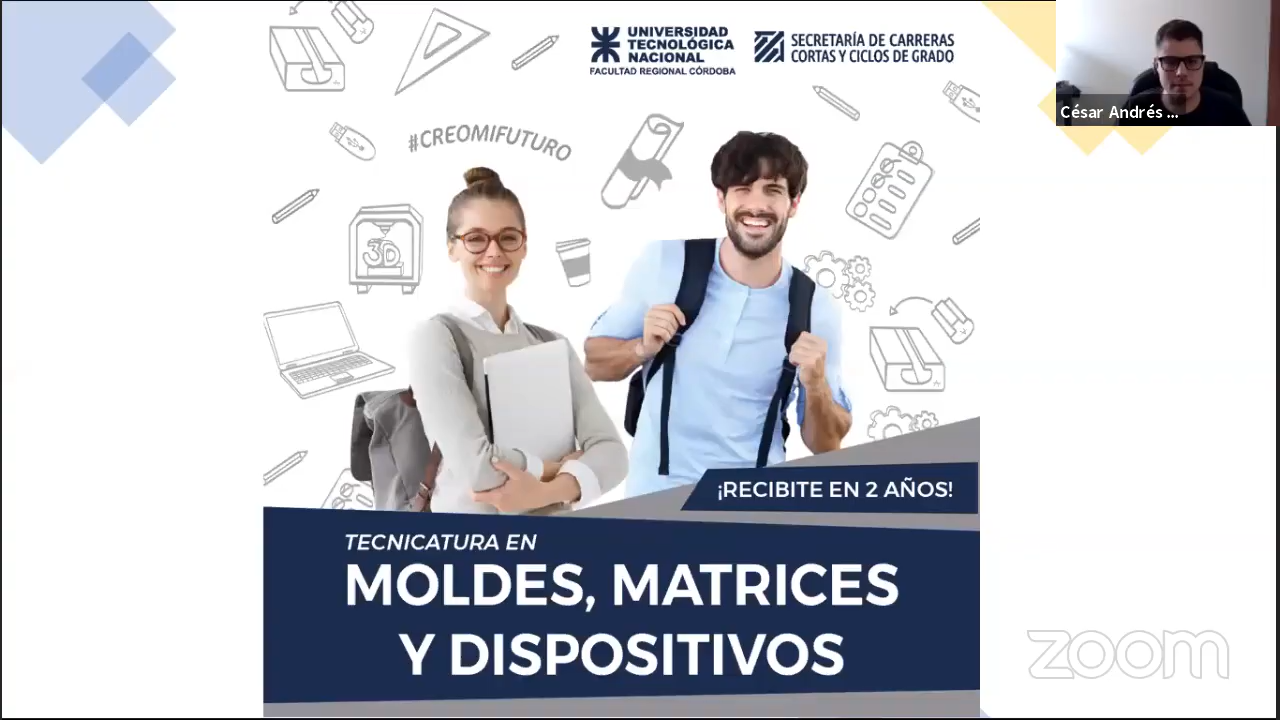 UNIVERSIDAD
TECNOLÓGICA
NACIONAL
FACULTAD REGIONAL CÓRDOBA
SECRETARÍA DE CARRERAS
CORTAS Y CICLOS DE GRADO
César Andrés ...
#CREOMIFUTURO
3D
¡RECIBITE EN 2 AÑOS!
TECNICATURA EN
MOLDES, MATRICES
Y DISPOSITIVOS
zoom